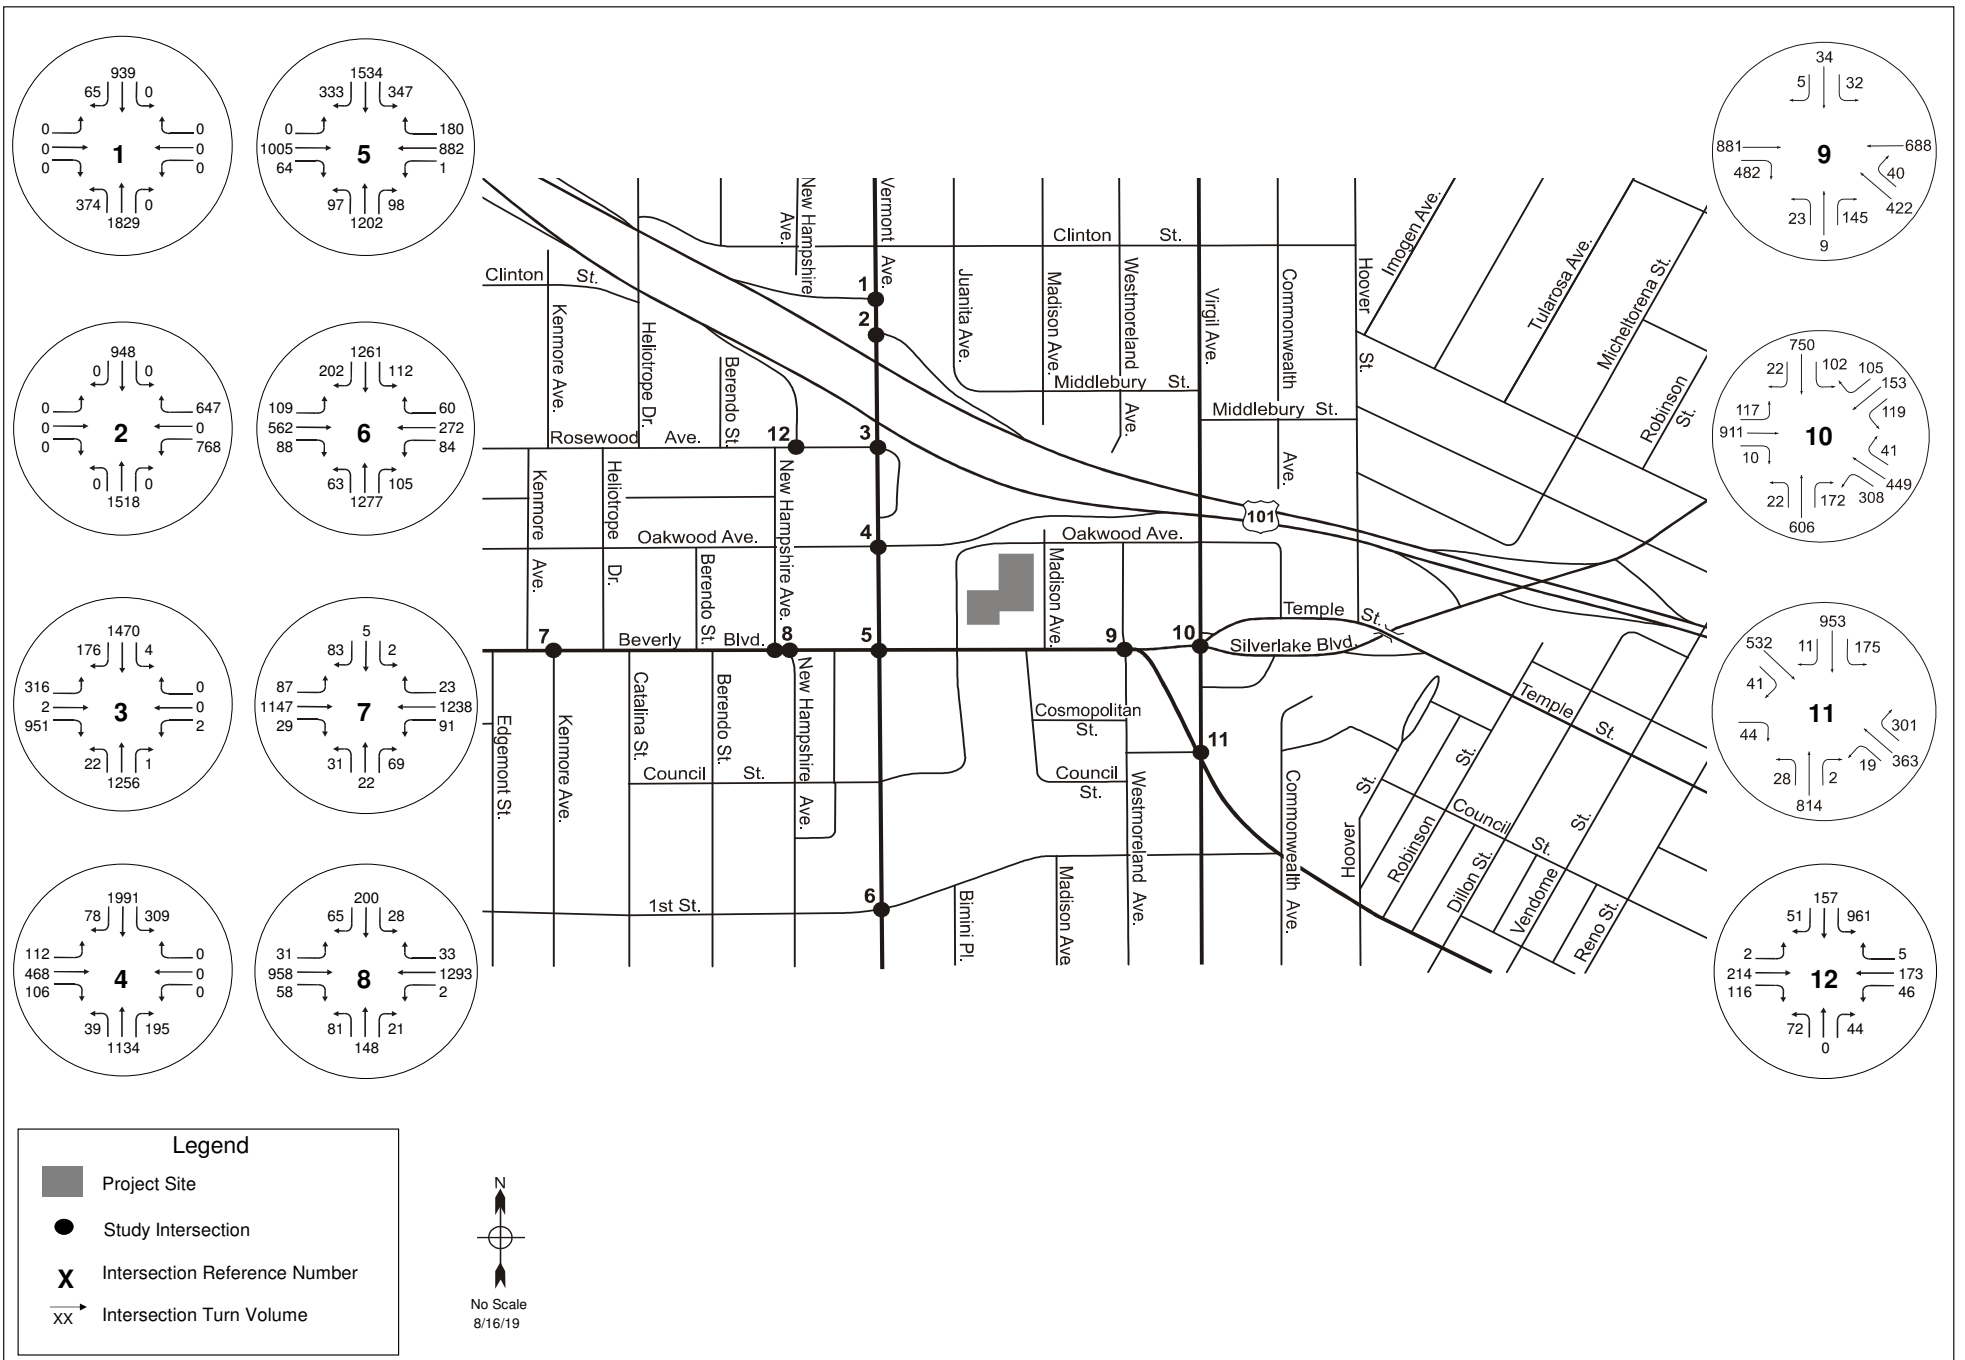 939
65
0
0
0
0
0
0
0
1
374
0
1829
1534
333
347
0
1005
64
180
882
1
5
97
98
1202
948
0
0
0
0
0
647
0
768
2
0
0
1518
1261
202
112
109
562
88
60
272
84
6
63
105
1277
1470
176
4
316
2
951
0
0
2
3
22
1
1256
5
83
2
87
1147
29
23
1238
91
7
31
69
22
1991
78
309
112
468
106
0
0
0
4
39
195
1134
200
65
28
31
958
58
33
1293
2
8
81
21
148
New Hampshire
Ave.
Vermont Ave.
Clinton St.
Clinton St.
Kenmore Ave.
Heliotrope Dr.
Berendo St.
Juanita Ave.
Madison Ave.
Westmoreland
Ave.
Virgil Ave.
Commonwealth
Ave.
Hoover
St.
Imogen Ave.
Tularosa Ave.
Micheltorena St.
Robinson
St.
Middlebury St.
Middlebury St.
Rosewood Ave.
1
2
12
3
4
101
Kenmore
Ave.
Heliotrope
Dr.
Oakwood Ave.
Oakwood Ave.
Berendo St.
New Hampshire Ave.
Madison Ave.
Beverly Blvd.
Temple St.
Silverlake Blvd.
7
8
5
9
10
11
6
Edgemont St.
Kenmore Ave.
Catalina St.
Berendo St.
New Hampshire
Ave.
Council St.
Cosmopolitan
St.
Council
St.
Westmoreland Ave.
Commonwealth Ave.
Hoover
St.
Robinson
St.
Temple
St.
Council
St.
Dillon St.
Vendome
St.
Reno St.
1st St.
Bimini Pl.
Madison Ave
34
5
32
881
482
688
40
422
9
23
145
9
750
22
102
105
153
119
117
911
10
41
449
308
10
22
172
606
953
532
11
175
41
44
301
363
19
11
28
2
814
157
51
961
2
214
116
5
173
46
12
72
44
0
Legend
Project Site
Study Intersection
X Intersection Reference Number
XX Intersection Turn Volume
N
No Scale
8/16/19